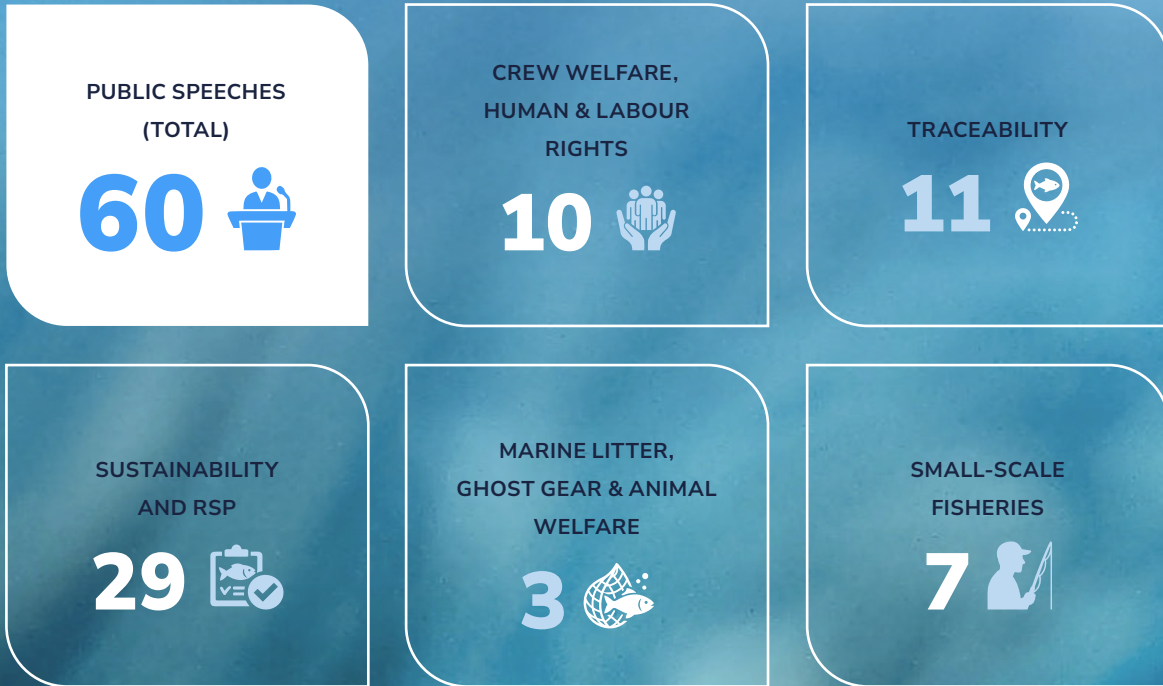 PUBLIC SPEECHES
(TOTAL)
60
CREW WELFARE,
HUMAN & LABOUR
RIGHTS
10
TRACEABILITY
11
SUSTAINABILITY
AND RSP
29
MARINE LITTER,
GHOST GEAR & ANIMAL
WELFARE
3
SMALL-SCALE
FISHERIES
7